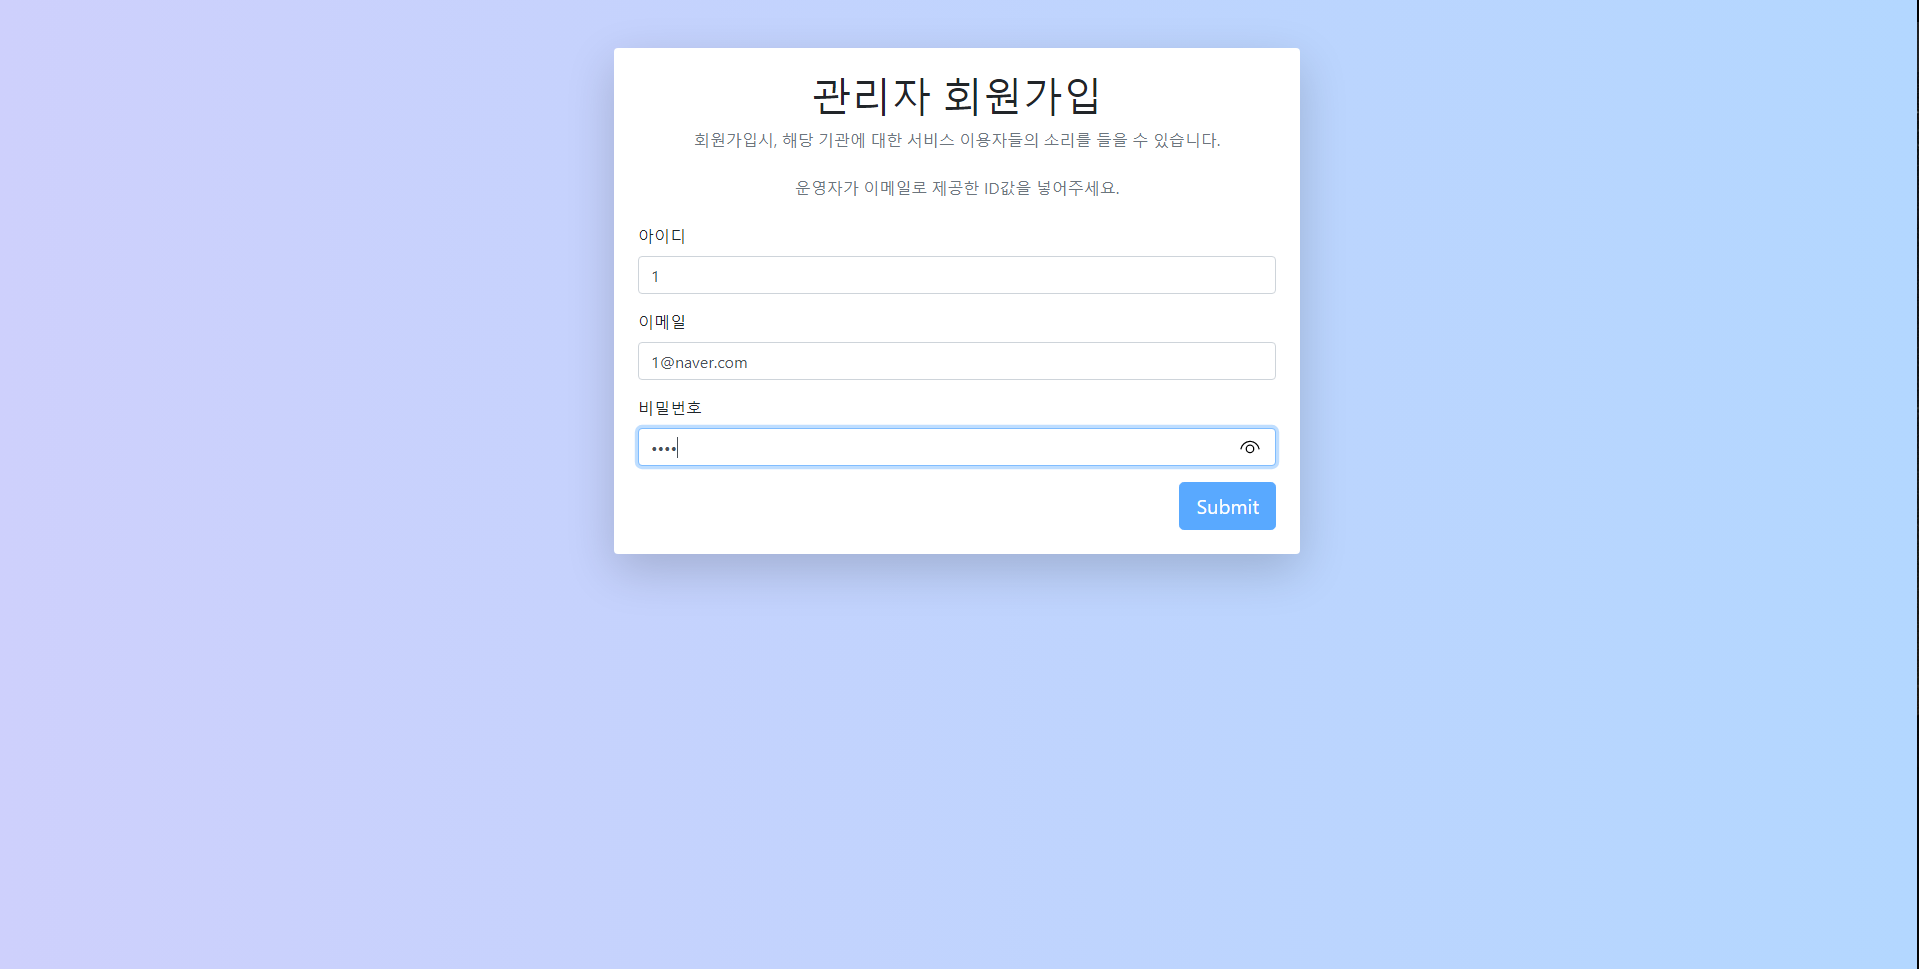 관리자 회원가입
회원가입시, 해당 기관에 대한 서비스 이용자들의 소리를 들을 수 있습니다.
운영자가 이메일로 제공한 ID값을 넣어주세요.
아이디
1
이메일
1@naver.com
비밀번호
••••
Submit